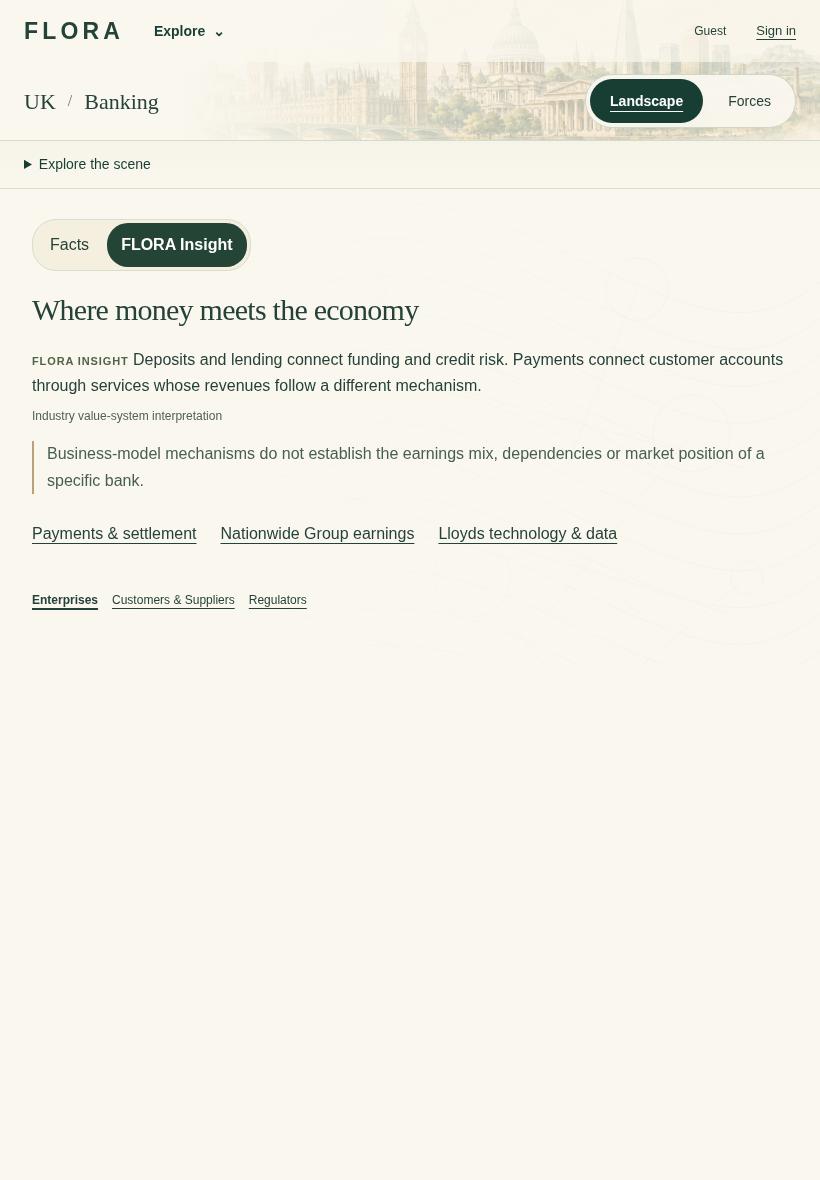 FLORA Explore Guest Sign in
UK / Banking Landscape Forces
Explore the scene
Facts FLORA Insight
Where money meets the economy
FLORA INSIGHT Deposits and lending connect funding and credit risk. Payments connect customer accounts
through services whose revenues follow a different mechanism.
Industry value-system interpretation
Business-model mechanisms do not establish the earnings mix, dependencies or market position of a
specific bank.
Payments & settlement Nationwide Group earnings Lloyds technology & data
Enterprises Customers & Suppliers Regulators